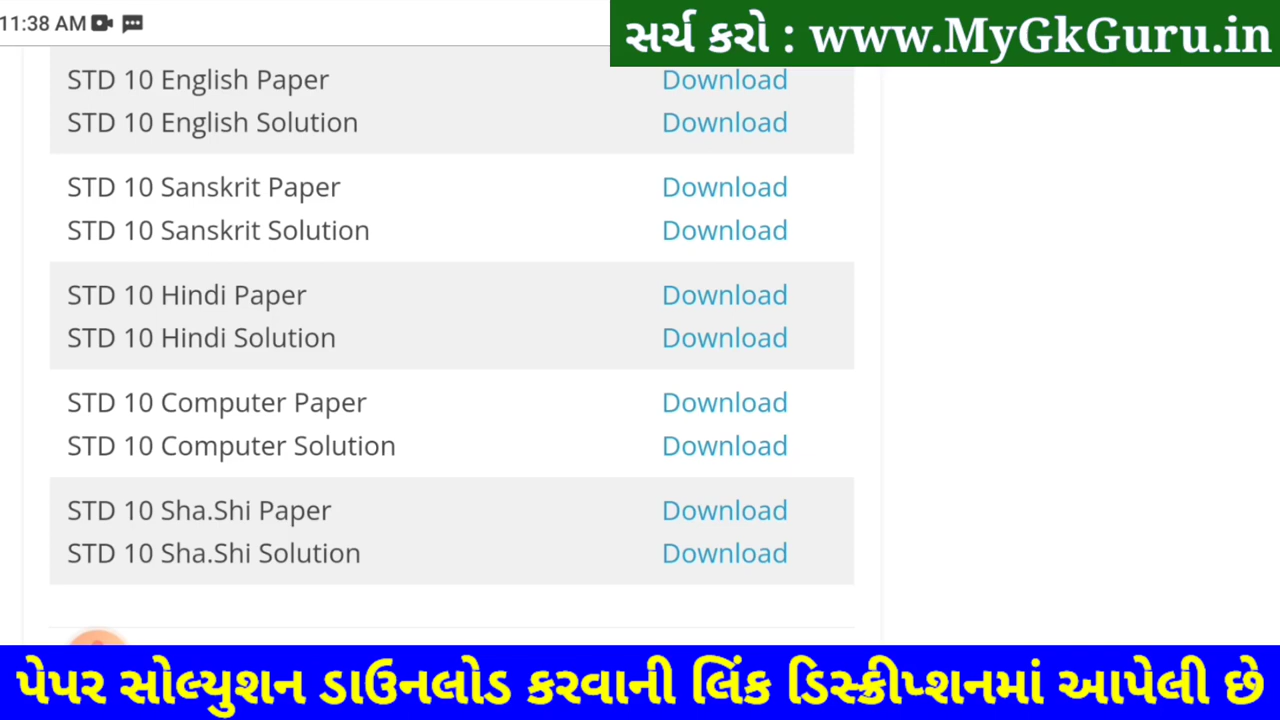 11:38 AM
સર્ચ કરો : www.MyGkGuru.in
STD 10 English Paper Download
STD 10 English Solution Download
STD 10 Sanskrit Paper Download
STD 10 Sanskrit Solution Download
STD 10 Hindi Paper Download
STD 10 Hindi Solution Download
STD 10 Computer Paper Download
STD 10 Computer Solution Download
STD 10 Sha.Shi Paper Download
STD 10 Sha.Shi Solution Download
પેપર સોલ્યુશન ડાઉનલોડ કરવાની લિંક ડિસ્ક્રીપ્શનમાં આપેલી છે